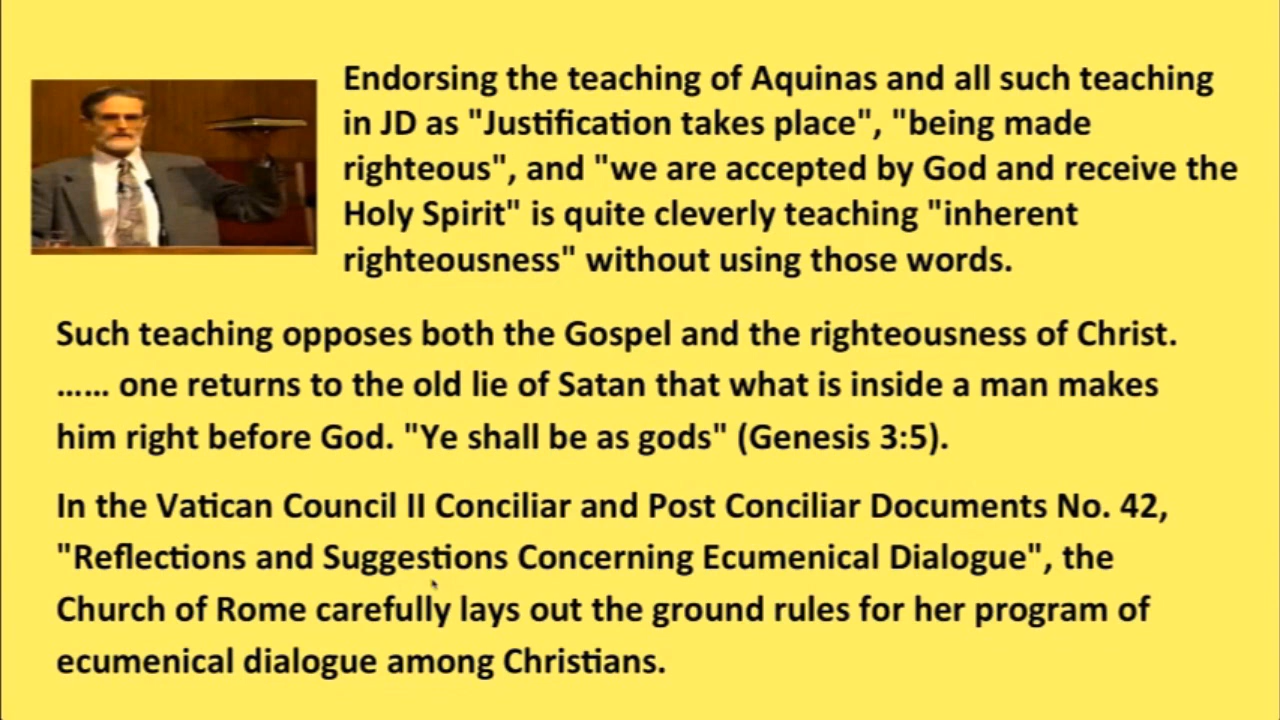 Endorsing the teaching of Aquinas and all such teaching
in JD as "Justification takes place", "being made
righteous", and "we are accepted by God and receive the
Holy Spirit" is quite cleverly teaching "inherent
righteousness" without using those words.
Such teaching opposes both the Gospel and the righteousness of Christ.
...... one returns to the old lie of Satan that what is inside a man makes
him right before God. "Ye shall be as gods" (Genesis 3:5).
In the Vatican Council II Conciliar and Post Conciliar Documents No. 42,
"Reflections and Suggestions Concerning Ecumenical Dialogue", the
Church of Rome carefully lays out the ground rules for her program of
ecumenical dialogue among Christians.